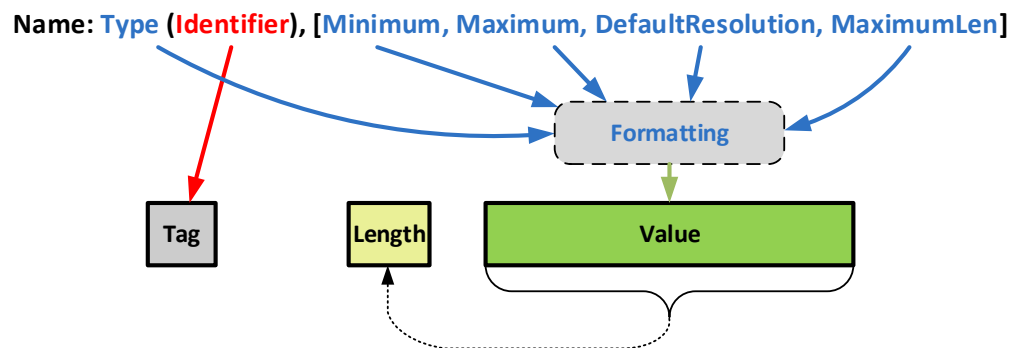 Name: Type (Identifier), [Minimum, Maximum, DefaultResolution, MaximumLen]
Formatting
Tag
Length
Value